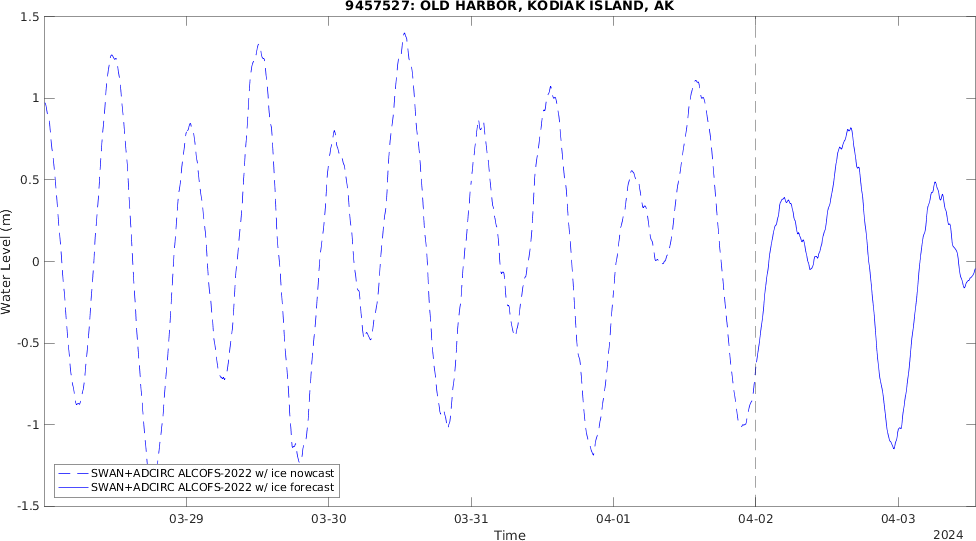 9457527: OLD HARBOR, KODIAK ISLAND, AK
1.5
1
0.5
0
-0.5
-1
-1.5
Water Level (m)
SWAN+ADCIRC ALCOFS-2022 w/ ice nowcast
SWAN+ADCIRC ALCOFS-2022 w/ ice forecast
03-29 03-30 03-31 04-01 04-02 04-03
Time
2024